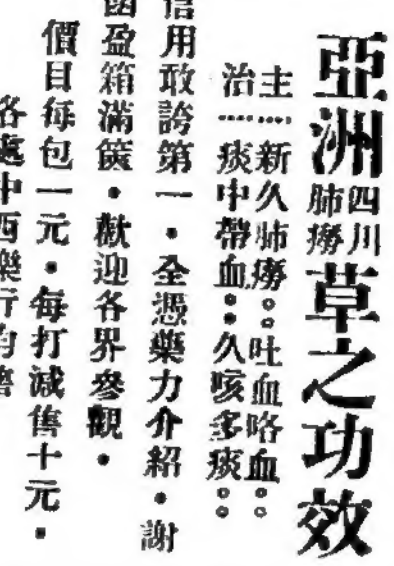 亞洲四川肺癆草之功效
主治……新久肺癆。。吐血咯血。。
痰中帶血。。久咳多痰。。
信用敢誇第一•全憑藥力介紹•謝
函盈箱滿篋•歡迎各界參觀•
價目每包一元•每打減售十元•
各處中西藥行均售